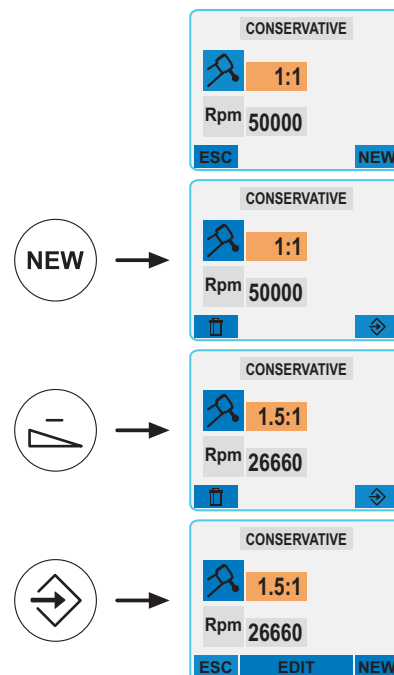 CONSERVATIVE
1:1
Rpm 50000
ESC NEW
NEW
CONSERVATIVE
1:1
Rpm 50000
CONSERVATIVE
1.5:1
Rpm 26660
CONSERVATIVE
1.5:1
Rpm 26660
ESC EDIT NEW